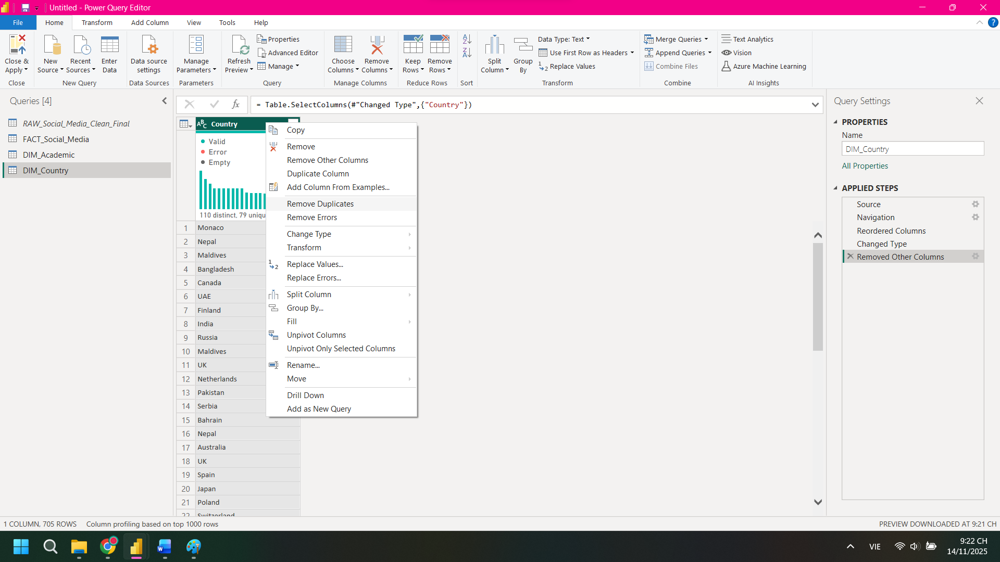 Untitled - Power Query Editor
File
Home
Transform
Add Column
View
Tools
Help
Close & Apply
Close
New Source
Recent Sources
Enter Data
New Query
Data source settings
Data Sources
Manage Parameters
Parameters
Refresh Preview
Properties
Advanced Editor
Manage
Query
Choose Columns
Remove Columns
Manage Columns
Keep Rows
Remove Rows
Reduce Rows
Sort
Split Column
Group By
Data Type: Text
Use First Row as Headers
Replace Values
Transform
Merge Queries
Append Queries
Combine Files
Combine
Text Analytics
Vision
Azure Machine Learning
AI Insights
Queries [4]
RAW_Social_Media_Clean_Final
FACT_Social_Media
DIM_Academic
DIM_Country
fx
= Table.SelectColumns(#"Changed Type",{"Country"})
ABC Country
Valid
Error
Empty
110 distinct, 79 uniqu
1 Monaco
2 Nepal
3 Maldives
4 Bangladesh
5 Canada
6 UAE
7 Finland
8 India
9 Russia
10 Maldives
11 UK
12 Netherlands
13 Pakistan
14 Serbia
15 Bahrain
16 Nepal
17 Australia
18 UK
19 Spain
20 Japan
21 Poland
22 Switzerland
Copy
Remove
Remove Other Columns
Duplicate Column
Add Column From Examples...
Remove Duplicates
Remove Errors
Change Type
Transform
Replace Values...
Replace Errors...
Split Column
Group By...
Fill
Unpivot Columns
Unpivot Only Selected Columns
Rename...
Move
Drill Down
Add as New Query
Query Settings
PROPERTIES
Name
DIM_Country
All Properties
APPLIED STEPS
Source
Navigation
Reordered Columns
Changed Type
Removed Other Columns
1 COLUMN, 705 ROWS
Column profiling based on top 1000 rows
PREVIEW DOWNLOADED AT 9:21 CH
VIE
9:22 CH
14/11/2025